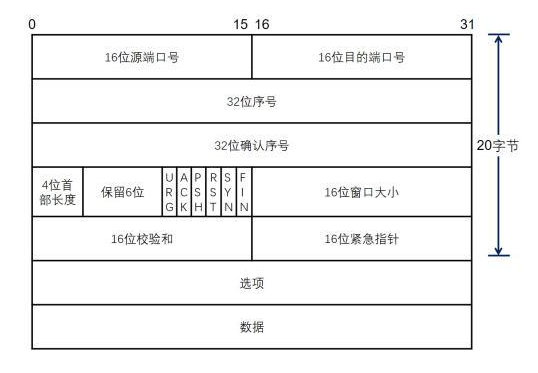 0 15 16 31
16位源端口号 16位目的端口号
32位序号
32位确认序号
20字节
4位首
部长度
保留6位
URG
ACK
PSH
RST
SYN
FIN
16位窗口大小
16位校验和 16位紧急指针
选项
数据